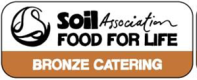 Soil Association
FOOD FOR LIFE
BRONZE CATERING